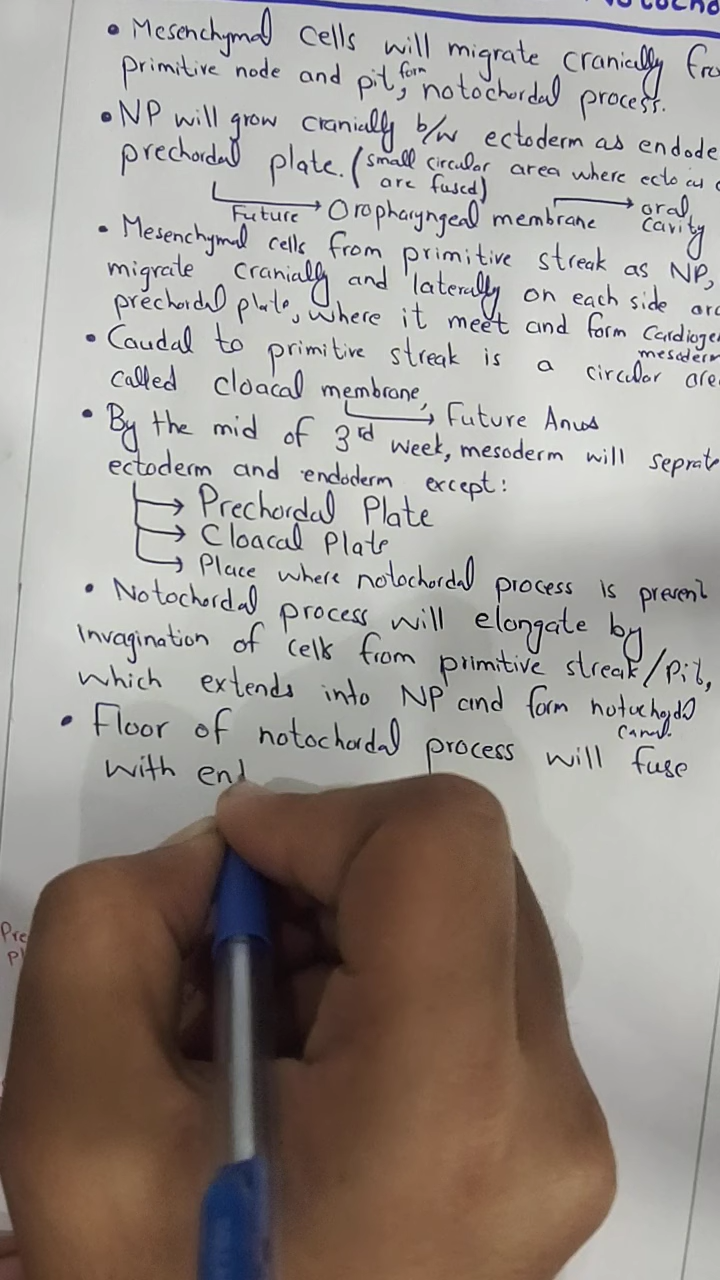 • Mesenchymal cells will migrate cranially fro
primitive node and pit, form notochordal process.
• NP will grow cranially b/w ectoderm as endode
prechordal plate. (small circular area where ecto
are fused)
Future → Oropharyngeal membrane → oral cavity
• Mesenchymal cells from primitive streak as NP,
migrate cranially and laterally on each side aro
prechordal plate, where it meet and form Cardioge
mesoderm
• Caudal to primitive streak is a circular are
called cloacal membrane,
→ Future Anus
• By the mid of 3rd week, mesoderm will seprat
ectoderm and endoderm except:
→ Prechordal Plate
→ Cloacal Plate
→ Place where notochordal process is present
• Notochordal process will elongate by
Invagination of cells from primitive streak/Pit,
which extends into NP and form notochordal
canal.
• Floor of notochordal process will fuse
with end
Pre
pl